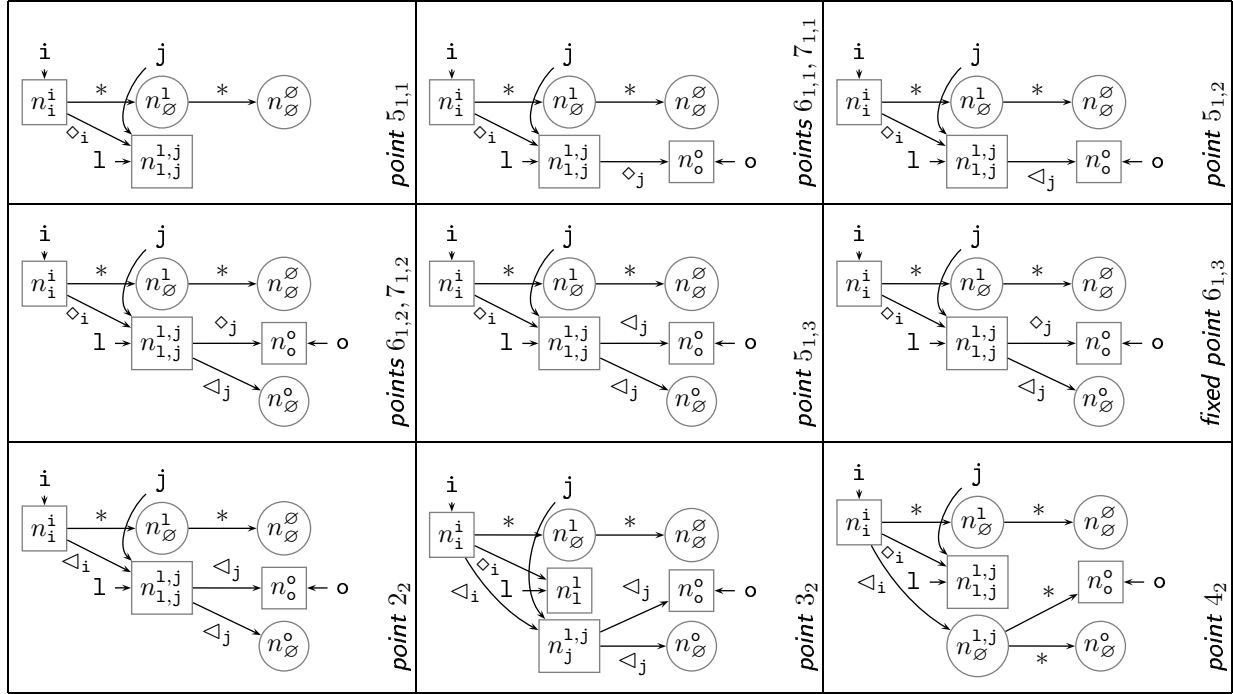 i j
n_i^i * n_∅^l * n_∅^∅
◇_i
l n_{l,j}^{l,j}
point 5_{1,1}
i j
n_i^i * n_∅^l * n_∅^∅
◇_i
l n_{l,j}^{l,j} ◇_j n_o^o o
points 6_{1,1}, 7_{1,1}
i j
n_i^i * n_∅^l * n_∅^∅
◇_i
l n_{l,j}^{l,j} ◁_j n_o^o o
point 5_{1,2}
i j
n_i^i * n_∅^l * n_∅^∅
◇_i
l n_{l,j}^{l,j} ◇_j n_o^o o
◁_j n_∅^o
points 6_{1,2}, 7_{1,2}
i j
n_i^i * n_∅^l * n_∅^∅
◇_i
l n_{l,j}^{l,j} ◁_j n_o^o o
◁_j n_∅^o
point 5_{1,3}
i j
n_i^i * n_∅^l * n_∅^∅
◇_i
l n_{l,j}^{l,j} ◇_j n_o^o o
◁_j n_∅^o
fixed point 6_{1,3}
i j
n_i^i * n_∅^l * n_∅^∅
◁_i
l n_{l,j}^{l,j} ◁_j n_o^o o
◁_j n_∅^o
point 2_2
i j
n_i^i * n_∅^l * n_∅^∅
◇_i
◁_i l n_l^l ◁_j n_o^o o
n_j^{l,j} ◁_j n_∅^o
point 3_2
i j
n_i^i * n_∅^l * n_∅^∅
◇_i
◁_i l n_{l,j}^{l,j} * n_o^o o
n_∅^{l,j} * n_∅^o
point 4_2